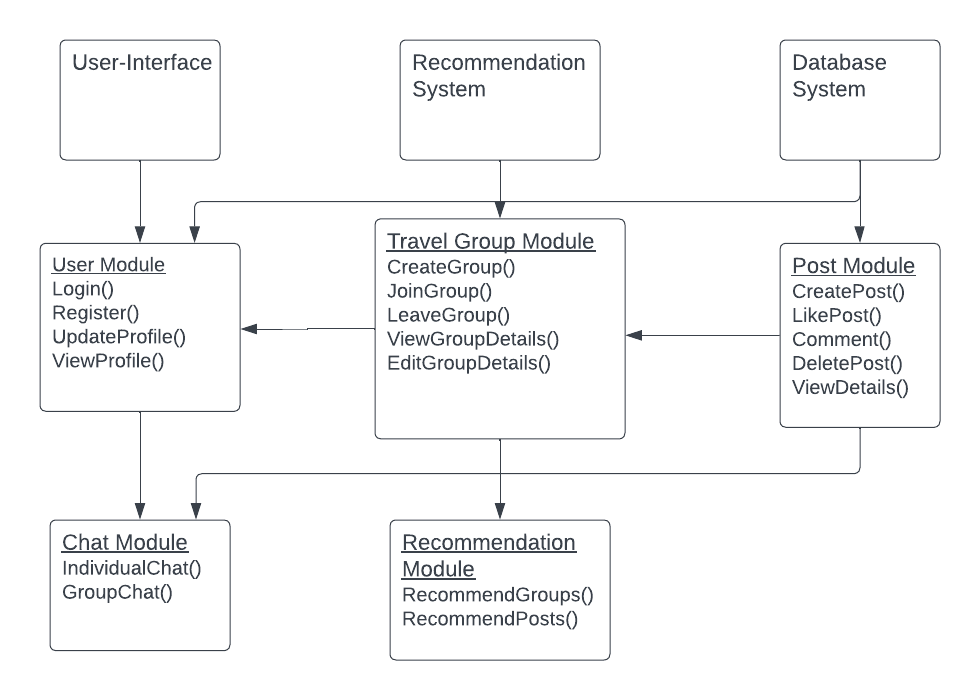 User-Interface
Recommendation
System
Database
System
User Module
Login()
Register()
UpdateProfile()
ViewProfile()
Travel Group Module
CreateGroup()
JoinGroup()
LeaveGroup()
ViewGroupDetails()
EditGroupDetails()
Post Module
CreatePost()
LikePost()
Comment()
DeletePost()
ViewDetails()
Chat Module
IndividualChat()
GroupChat()
Recommendation
Module
RecommendGroups()
RecommendPosts()